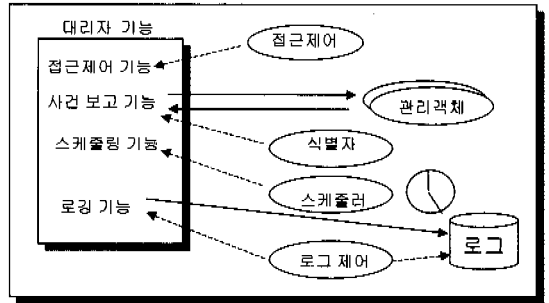 대리자 기능
접근제어
접근제어 기능
사건 보고 기능
관리객체
식별자
스케줄링 기능
스케줄러
로깅 기능
로그
로그 제어